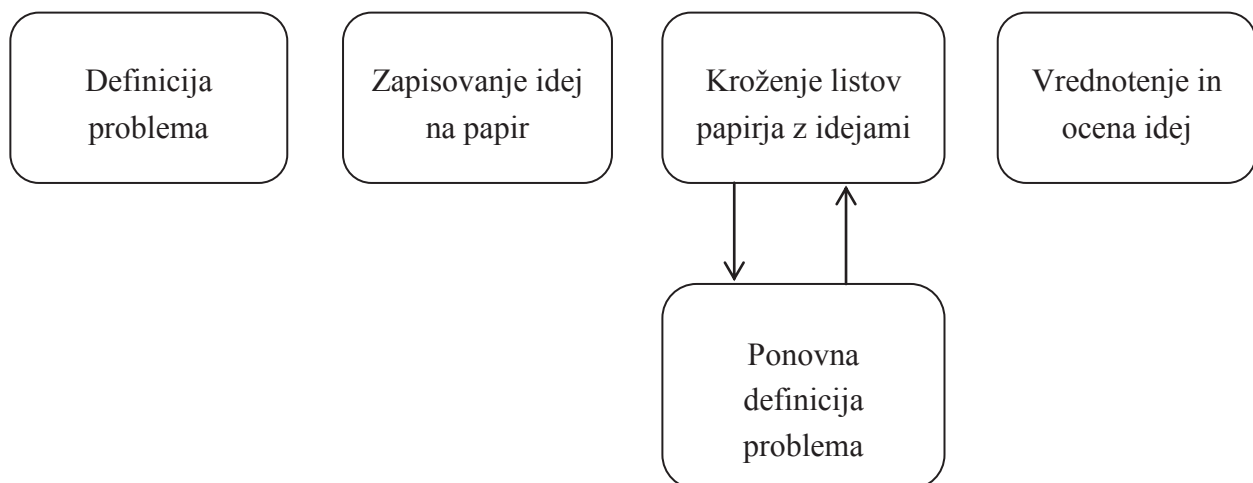 Definicija
problema
Zapisovanje idej
na papir
Kroženje listov
papirja z idejami
Vrednotenje in
ocena idej
Ponovna
definicija
problema